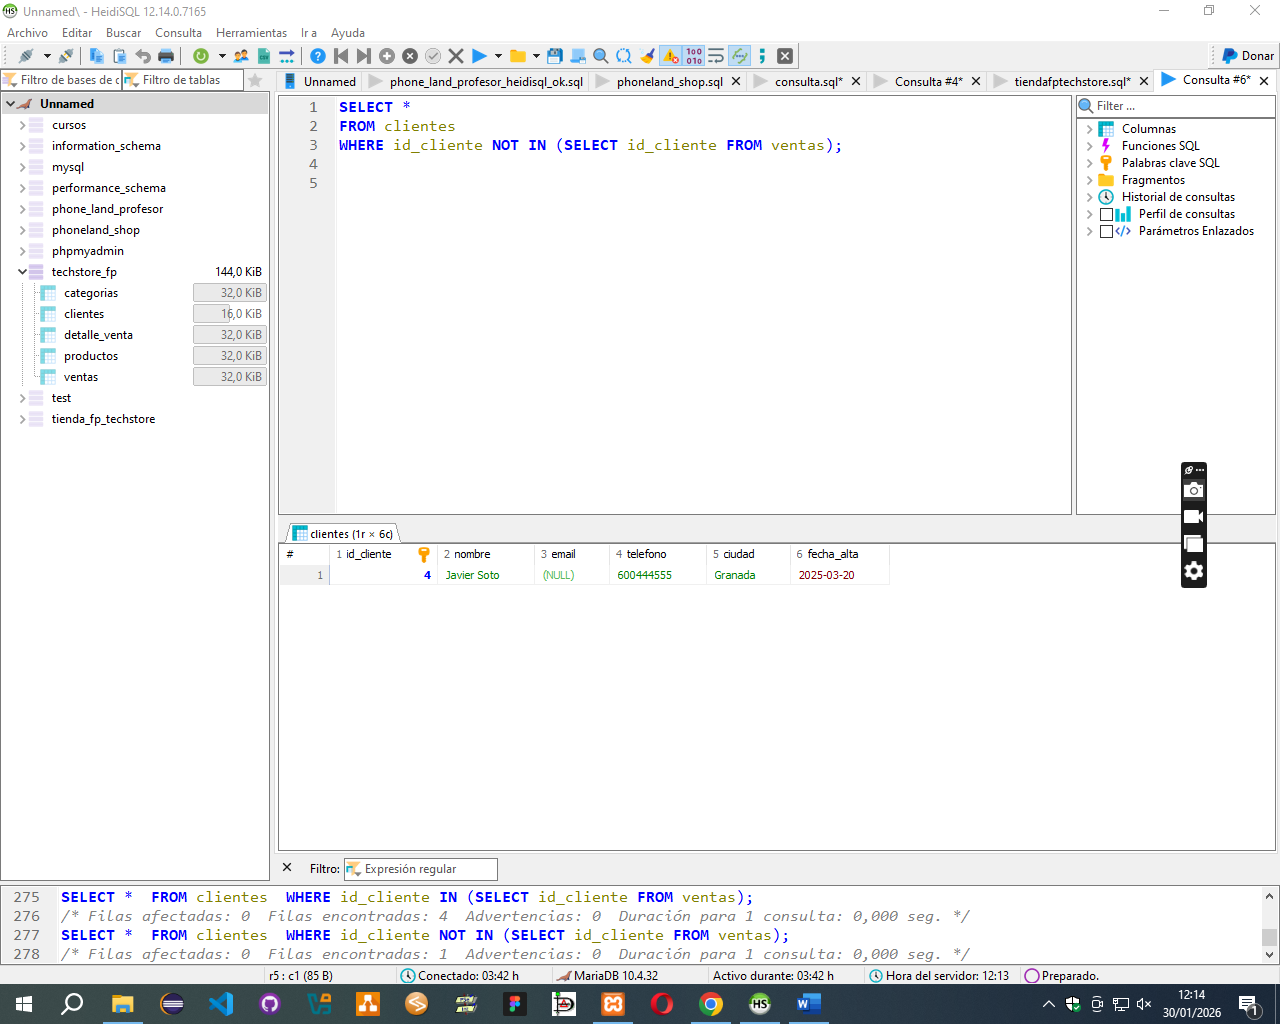 Unnamed\ - HeidiSQL 12.14.0.7165
Archivo Editar Buscar Consulta Herramientas Ir a Ayuda
Donar
Filtro de bases de d Filtro de tablas
Unnamed phone_land_profesor_heidisql_ok.sql phoneland_shop.sql consulta.sql* Consulta #4* tiendafptechstore.sql* Consulta #6*
Unnamed
cursos
information_schema
mysql
performance_schema
phone_land_profesor
phoneland_shop
phpmyadmin
techstore_fp 144,0 KiB
categorias 32,0 KiB
clientes 16,0 KiB
detalle_venta 32,0 KiB
productos 32,0 KiB
ventas 32,0 KiB
test
tienda_fp_techstore
1 SELECT *
2 FROM clientes
3 WHERE id_cliente NOT IN (SELECT id_cliente FROM ventas);
4
5
Filter ...
Columnas
Funciones SQL
Palabras clave SQL
Fragmentos
Historial de consultas
Perfil de consultas
Parámetros Enlazados
clientes (1r × 6c)
# 1 id_cliente 2 nombre 3 email 4 telefono 5 ciudad 6 fecha_alta
1 4 Javier Soto (NULL) 600444555 Granada 2025-03-20
Filtro: Expresión regular
275 SELECT * FROM clientes WHERE id_cliente IN (SELECT id_cliente FROM ventas);
276 /* Filas afectadas: 0 Filas encontradas: 4 Advertencias: 0 Duración para 1 consulta: 0,000 seg. */
277 SELECT * FROM clientes WHERE id_cliente NOT IN (SELECT id_cliente FROM ventas);
278 /* Filas afectadas: 0 Filas encontradas: 1 Advertencias: 0 Duración para 1 consulta: 0,000 seg. */
r5 : c1 (85 B) Conectado: 03:42 h MariaDB 10.4.32 Activo durante: 03:42 h Hora del servidor: 12:13 Preparado.
12:14
30/01/2026
1